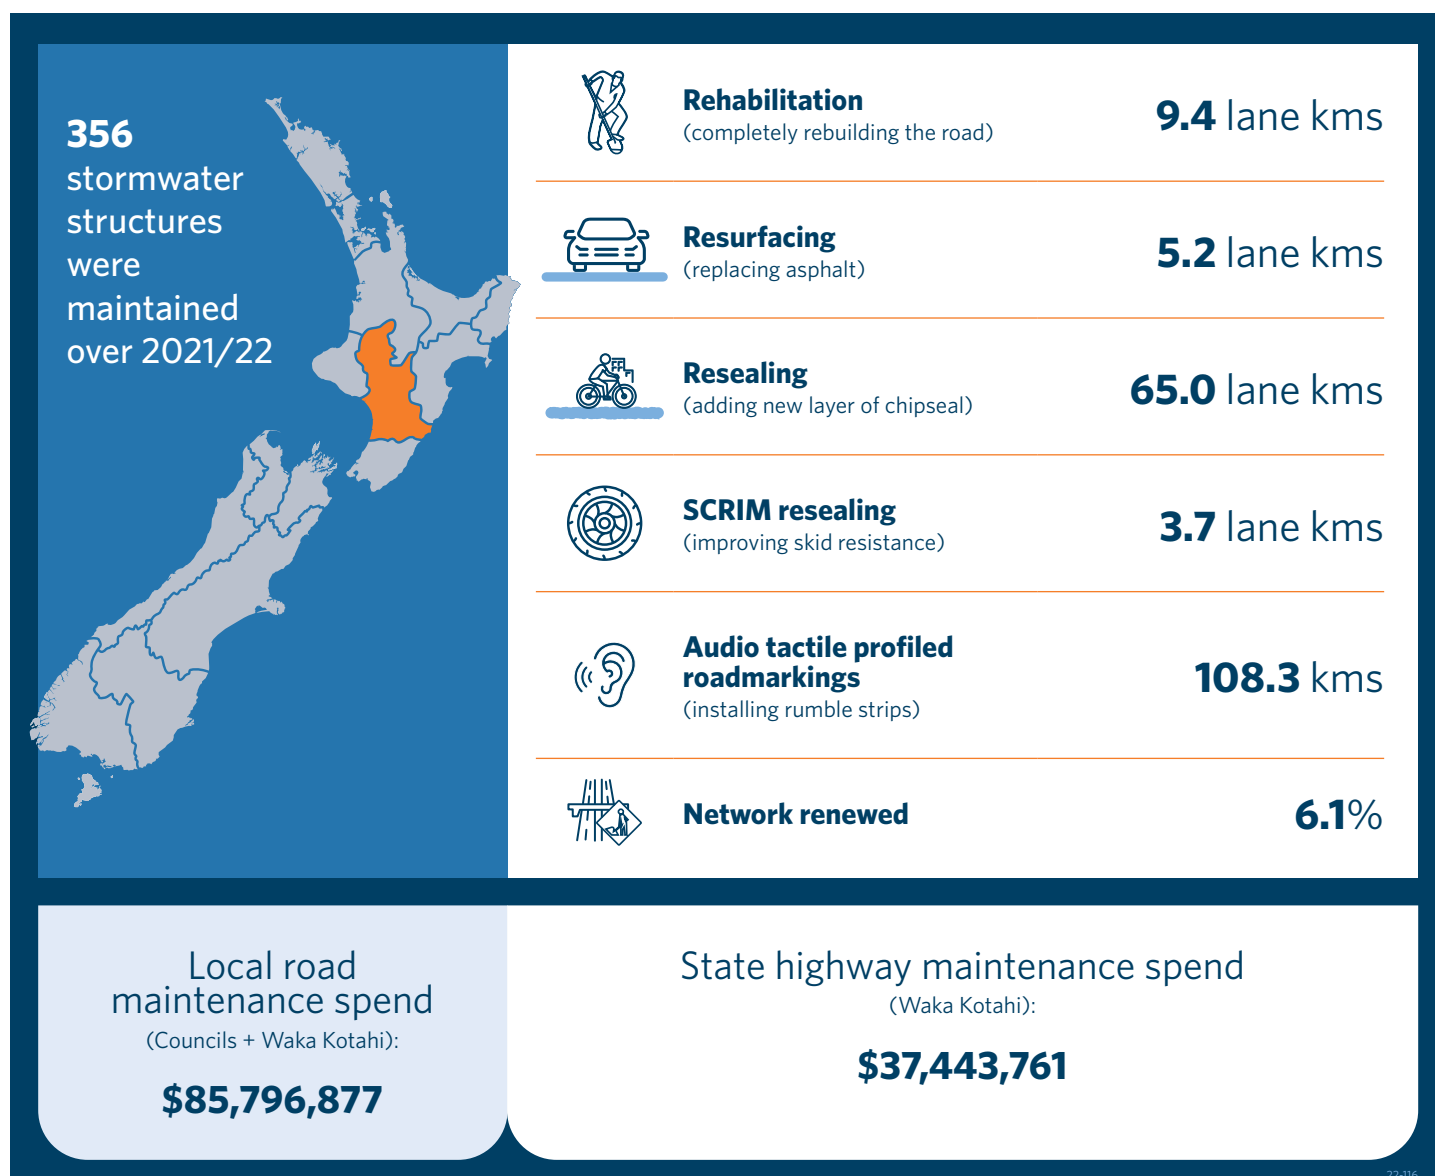 356
stormwater
structures
were
maintained
over 2021/22
Rehabilitation
(completely rebuilding the road)
9.4 lane kms
Resurfacing
(replacing asphalt)
5.2 lane kms
Resealing
(adding new layer of chipseal)
65.0 lane kms
SCRIM resealing
(improving skid resistance)
3.7 lane kms
Audio tactile profiled
roadmarkings
(installing rumble strips)
108.3 kms
Network renewed
6.1%
Local road
maintenance spend
(Councils + Waka Kotahi):
$85,796,877
State highway maintenance spend
(Waka Kotahi):
$37,443,761
22-116